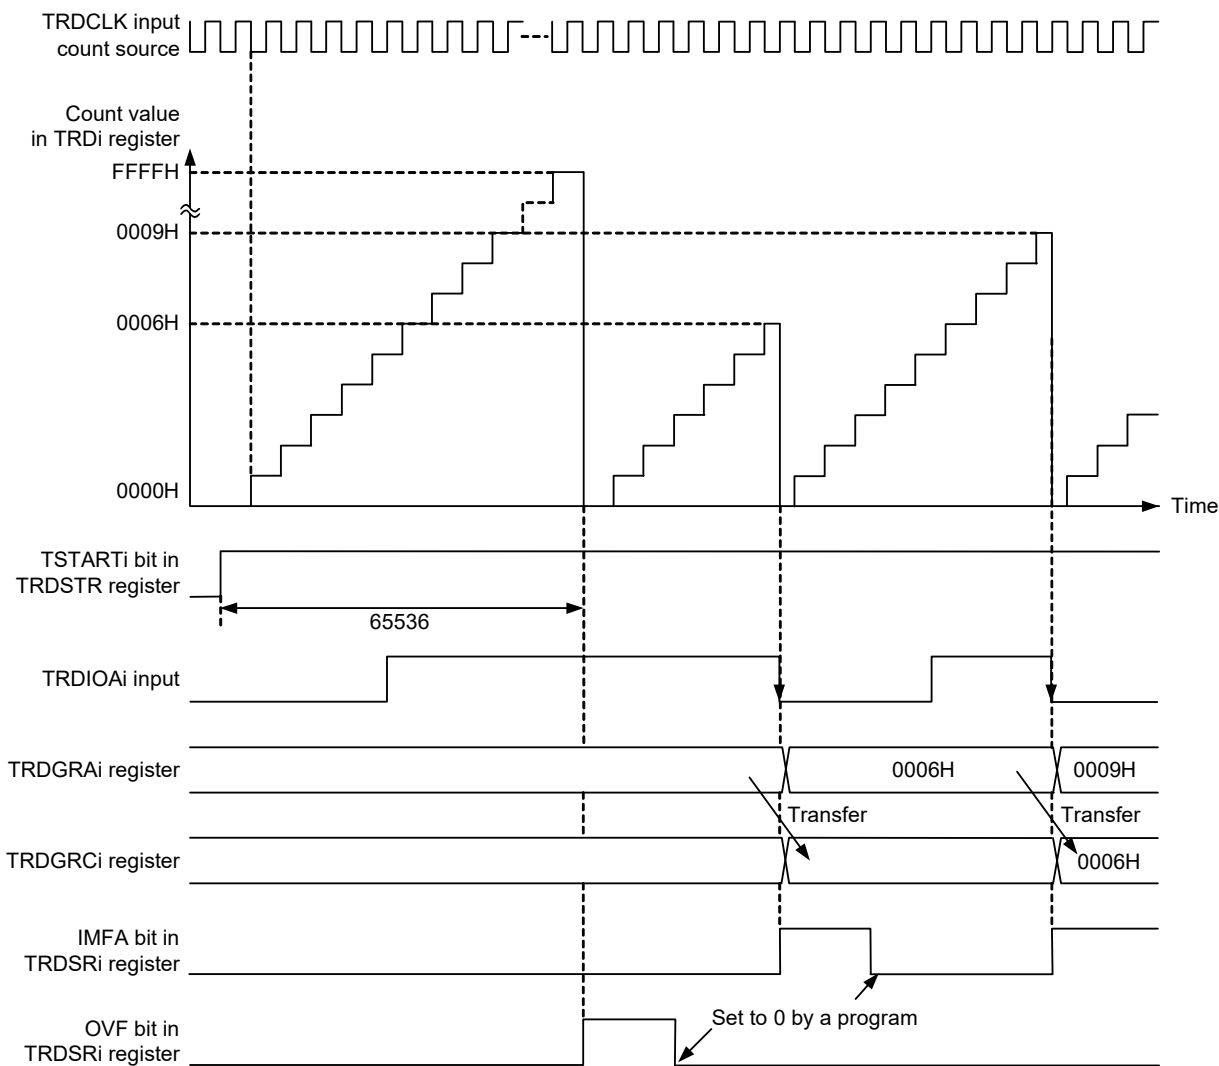 TRDCLK input
count source
Count value
in TRDi register
FFFFH
0009H
0006H
0000H
Time
TSTARTi bit in
TRDSTR register
65536
TRDIOAi input
TRDGRAi register
0006H
0009H
Transfer
Transfer
TRDGRCi register
0006H
IMFA bit in
TRDSRi register
Set to 0 by a program
OVF bit in
TRDSRi register